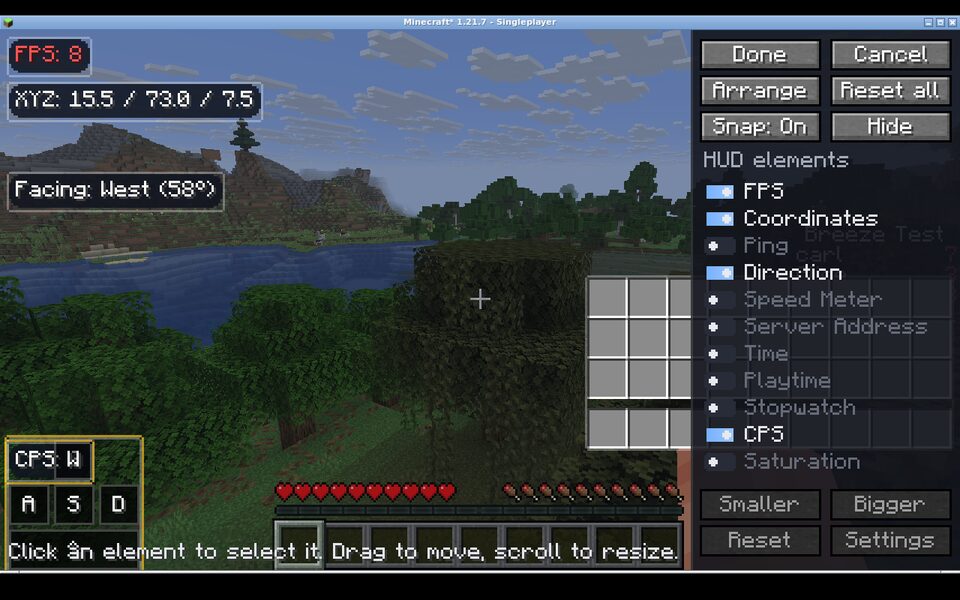 Minecraft* 1.21.7 - Singleplayer
FPS: 8
XYZ: 15.5 / 73.0 / 7.5
Facing: West (58°)
CPS
W
A S D
Click an element to select it. Drag to move, scroll to resize.
Done Cancel
Arrange Reset all
Snap: On Hide
HUD elements
FPS
Coordinates
Ping
Breeze Test
carl
Direction
Speed Meter
Server Address
Time
Playtime
Stopwatch
CPS
Saturation
Smaller Bigger
Reset Settings